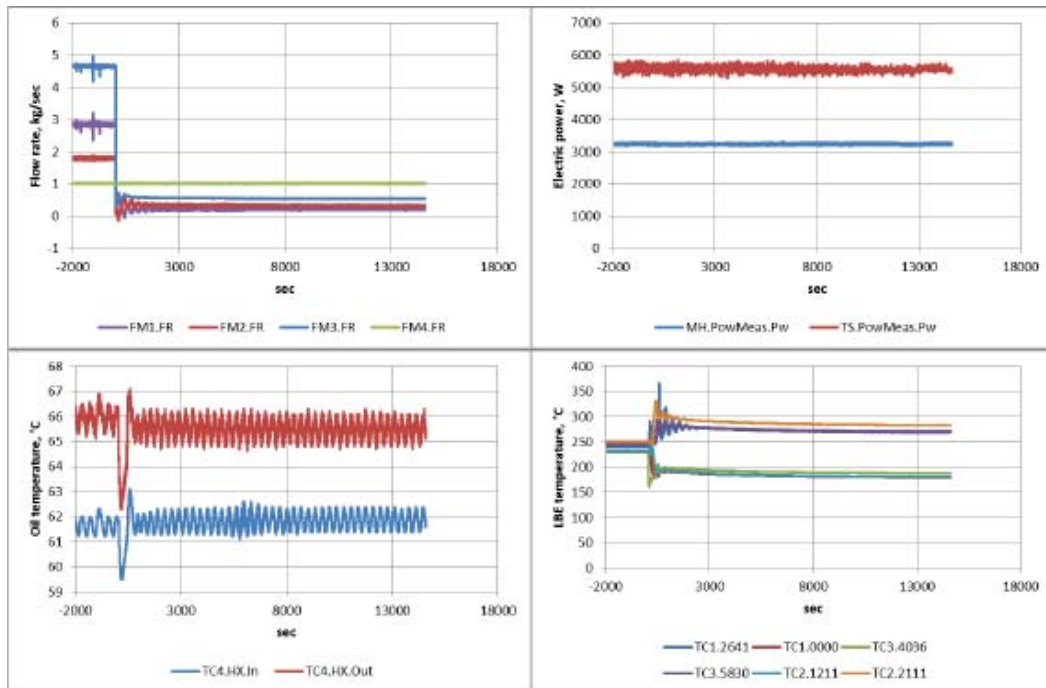 Flow rate, kg/sec
6
5
4
3
2
1
0
-1
-2000 3000 8000 13000 18000
sec
FM1.FR FM2.FR FM3.FR FM4.FR
Electric power, W
7000
6000
5000
4000
3000
2000
1000
0
-2000 3000 8000 13000 18000
sec
MH.PowMeas.Pw TS.PowMeas.Pw
Oil temperature, °C
68
67
66
65
64
63
62
61
60
59
-2000 3000 8000 13000 18000
sec
TC4.HX.In TC4.HX.Out
LBE temperature, °C
400
350
300
250
200
150
100
50
0
-2000 3000 8000 13000 18000
sec
TC1.2641 TC1.0000 TC3.4036
TC3.5830 TC2.1211 TC2.2111